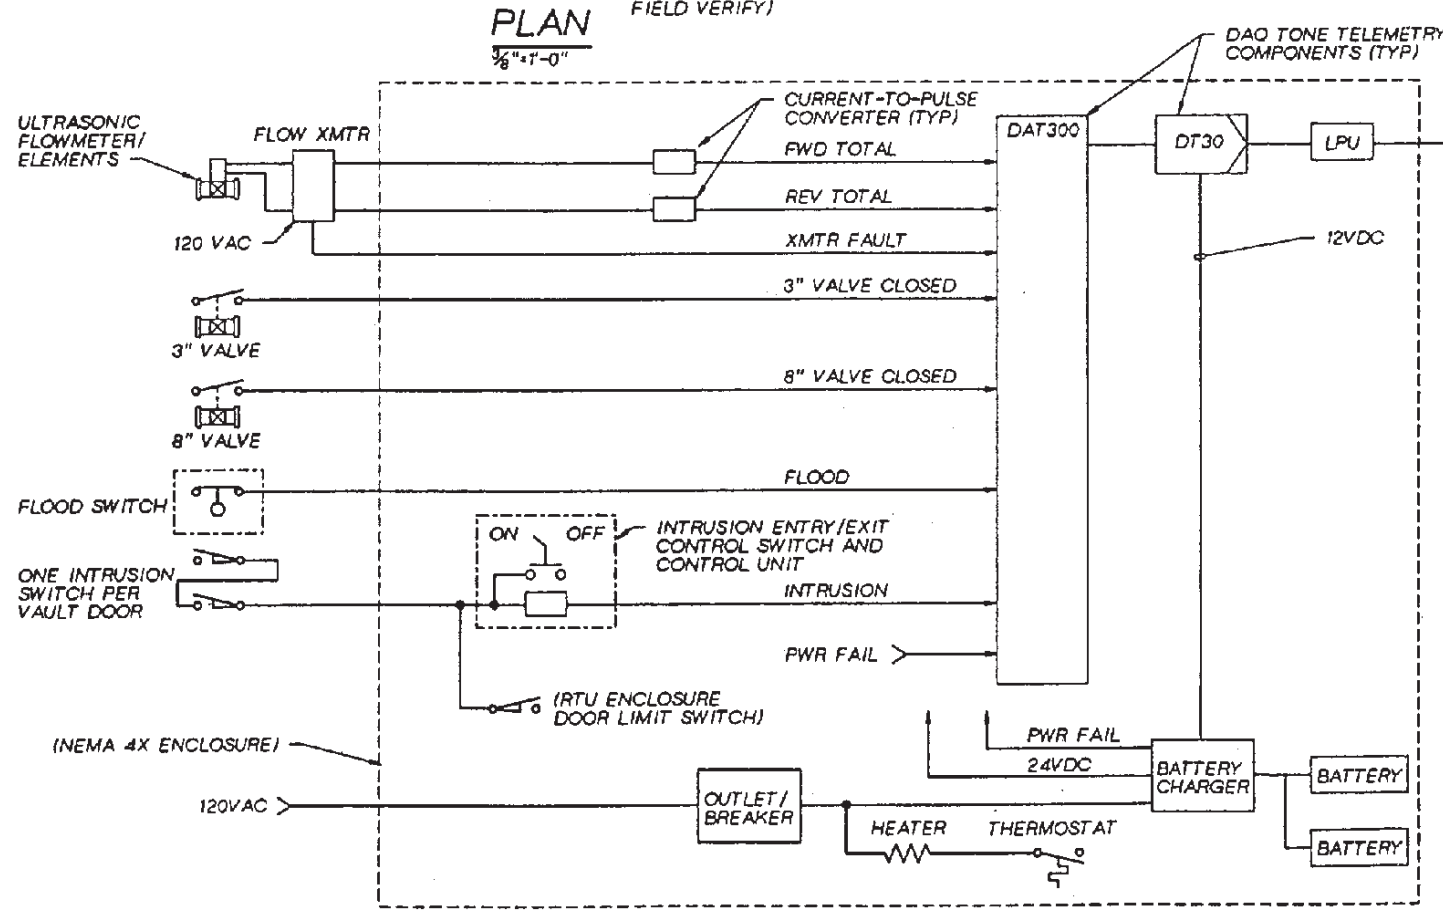 FIELD VERIFY)
PLAN
3/8"=1'-0"
DAQ TONE TELEMETRY
COMPONENTS (TYP)
CURRENT-TO-PULSE
CONVERTER (TYP)
ULTRASONIC
FLOWMETER/
ELEMENTS
FLOW XMTR
DAT300
DT30
LPU
FWD TOTAL
REV TOTAL
120 VAC
XMTR FAULT
12VDC
3" VALVE CLOSED
3" VALVE
8" VALVE CLOSED
8" VALVE
FLOOD
FLOOD SWITCH
ON
OFF
INTRUSION ENTRY/EXIT
CONTROL SWITCH AND
CONTROL UNIT
ONE INTRUSION
SWITCH PER
VAULT DOOR
INTRUSION
PWR FAIL
(RTU ENCLOSURE
DOOR LIMIT SWITCH)
(NEMA 4X ENCLOSURE)
PWR FAIL
24VDC
BATTERY
CHARGER
BATTERY
120VAC
OUTLET/
BREAKER
HEATER
THERMOSTAT
BATTERY